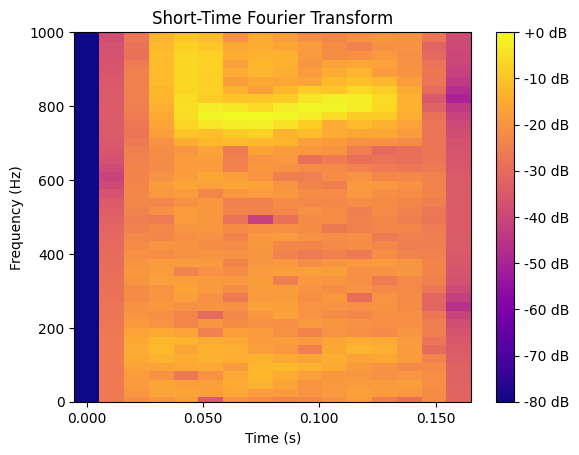 Short-Time Fourier Transform
1000
800
600
400
200
0
Frequency (Hz)
0.000
0.050
0.100
0.150
Time (s)
+0 dB
-10 dB
-20 dB
-30 dB
-40 dB
-50 dB
-60 dB
-70 dB
-80 dB